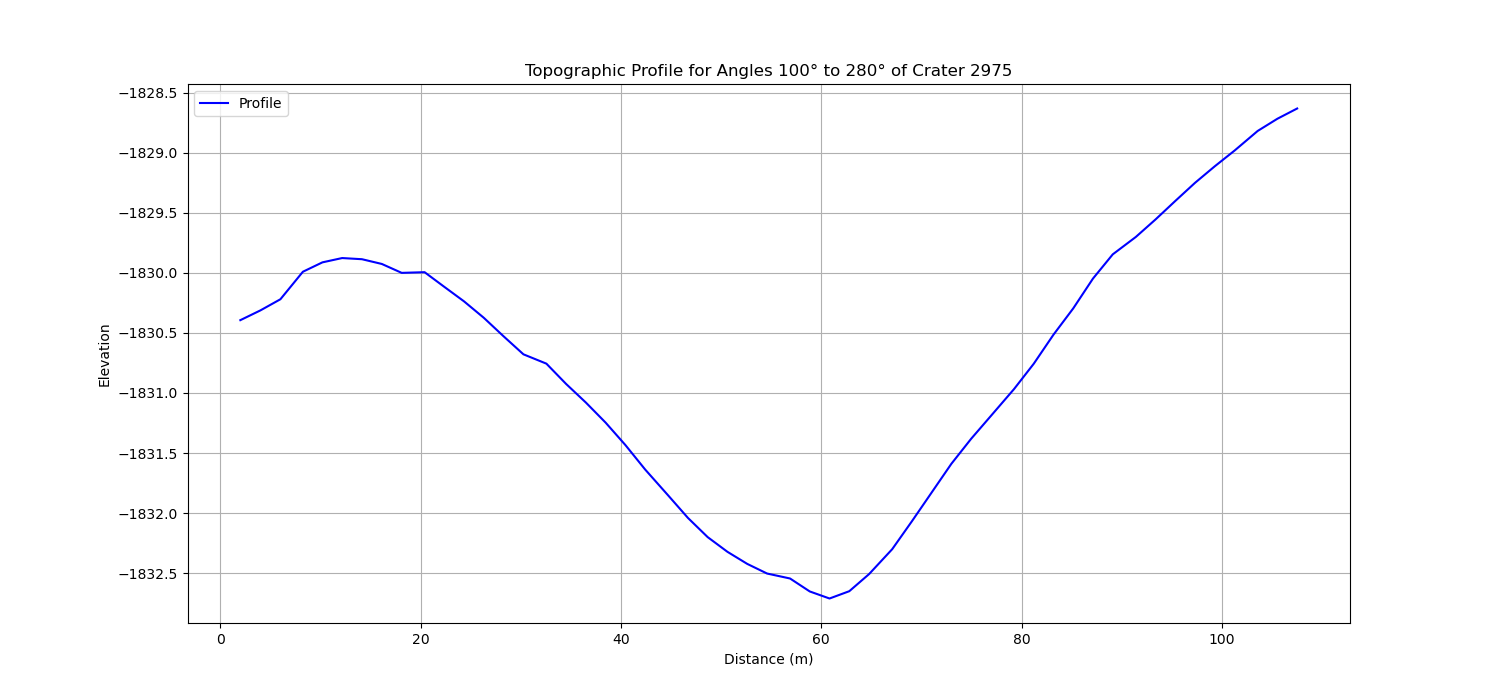 Topographic Profile for Angles 100° to 280° of Crater 2975
Profile
−1828.5
−1829.0
−1829.5
−1830.0
−1830.5
−1831.0
−1831.5
−1832.0
−1832.5
Elevation
0 20 40 60 80 100
Distance (m)